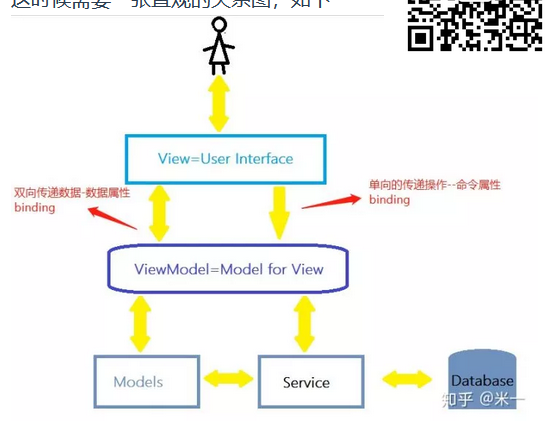 这时候需要一张直观的关系图，如下
View=User Interface
双向传递数据-数据属性
binding
单向的传递操作--命令属性
binding
ViewModel=Model for View
Models
Service
Database
知乎 @米一